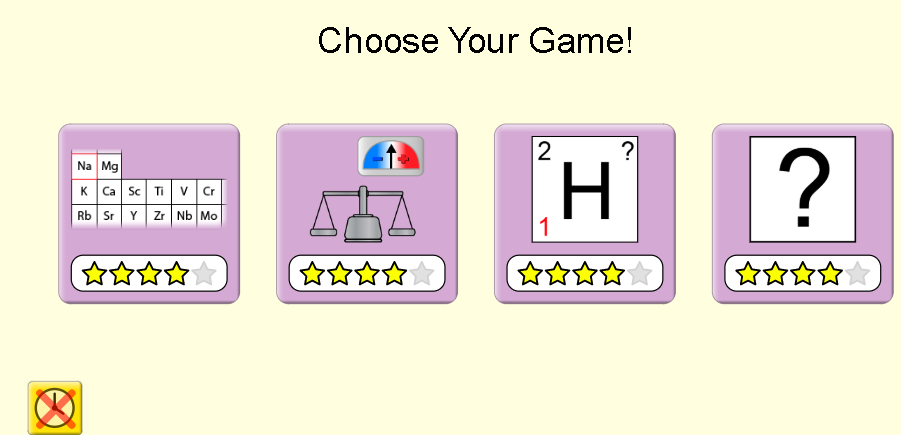 Choose Your Game!
Na Mg
K Ca Sc Ti V Cr
Rb Sr Y Zr Nb Mo
- +
2 ?
H
1
?